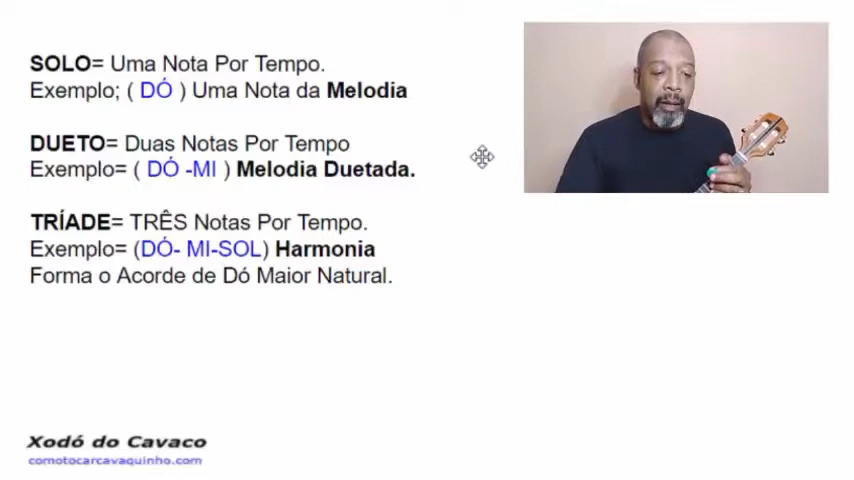 SOLO= Uma Nota Por Tempo.
Exemplo; ( DÓ ) Uma Nota da Melodia
DUETO= Duas Notas Por Tempo
Exemplo= ( DÓ -MI ) Melodia Duetada.
TRÍADE= TRÊS Notas Por Tempo.
Exemplo= (DÓ- MI-SOL) Harmonia
Forma o Acorde de Dó Maior Natural.
Xodó do Cavaco
comotocarcavaquinho.com